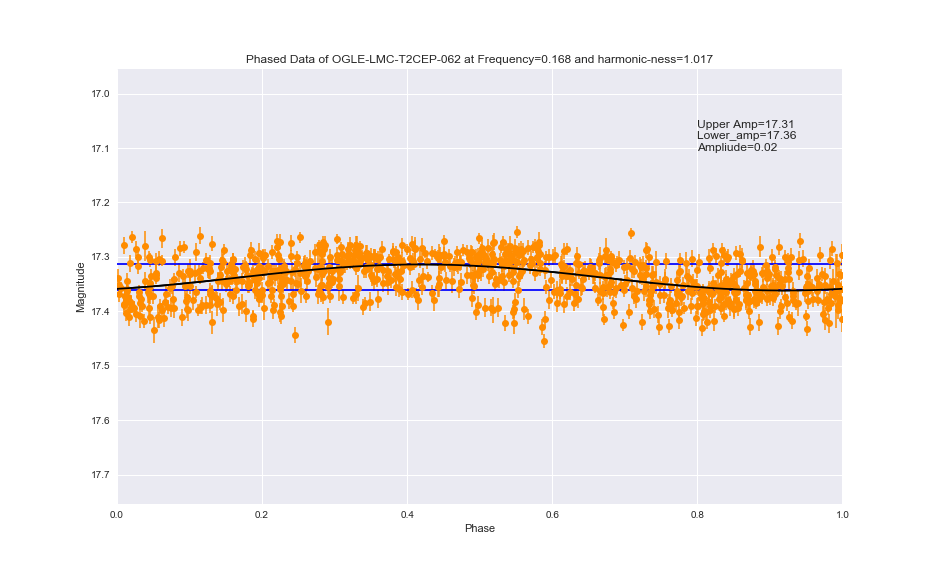 Phased Data of OGLE-LMC-T2CEP-062 at Frequency=0.168 and harmonic-ness=1.017
Upper Amp=17.31
Lower_amp=17.36
Ampliude=0.02
17.0
17.1
17.2
17.3
17.4
17.5
17.6
17.7
Magnitude
0.0 0.2 0.4 0.6 0.8 1.0
Phase